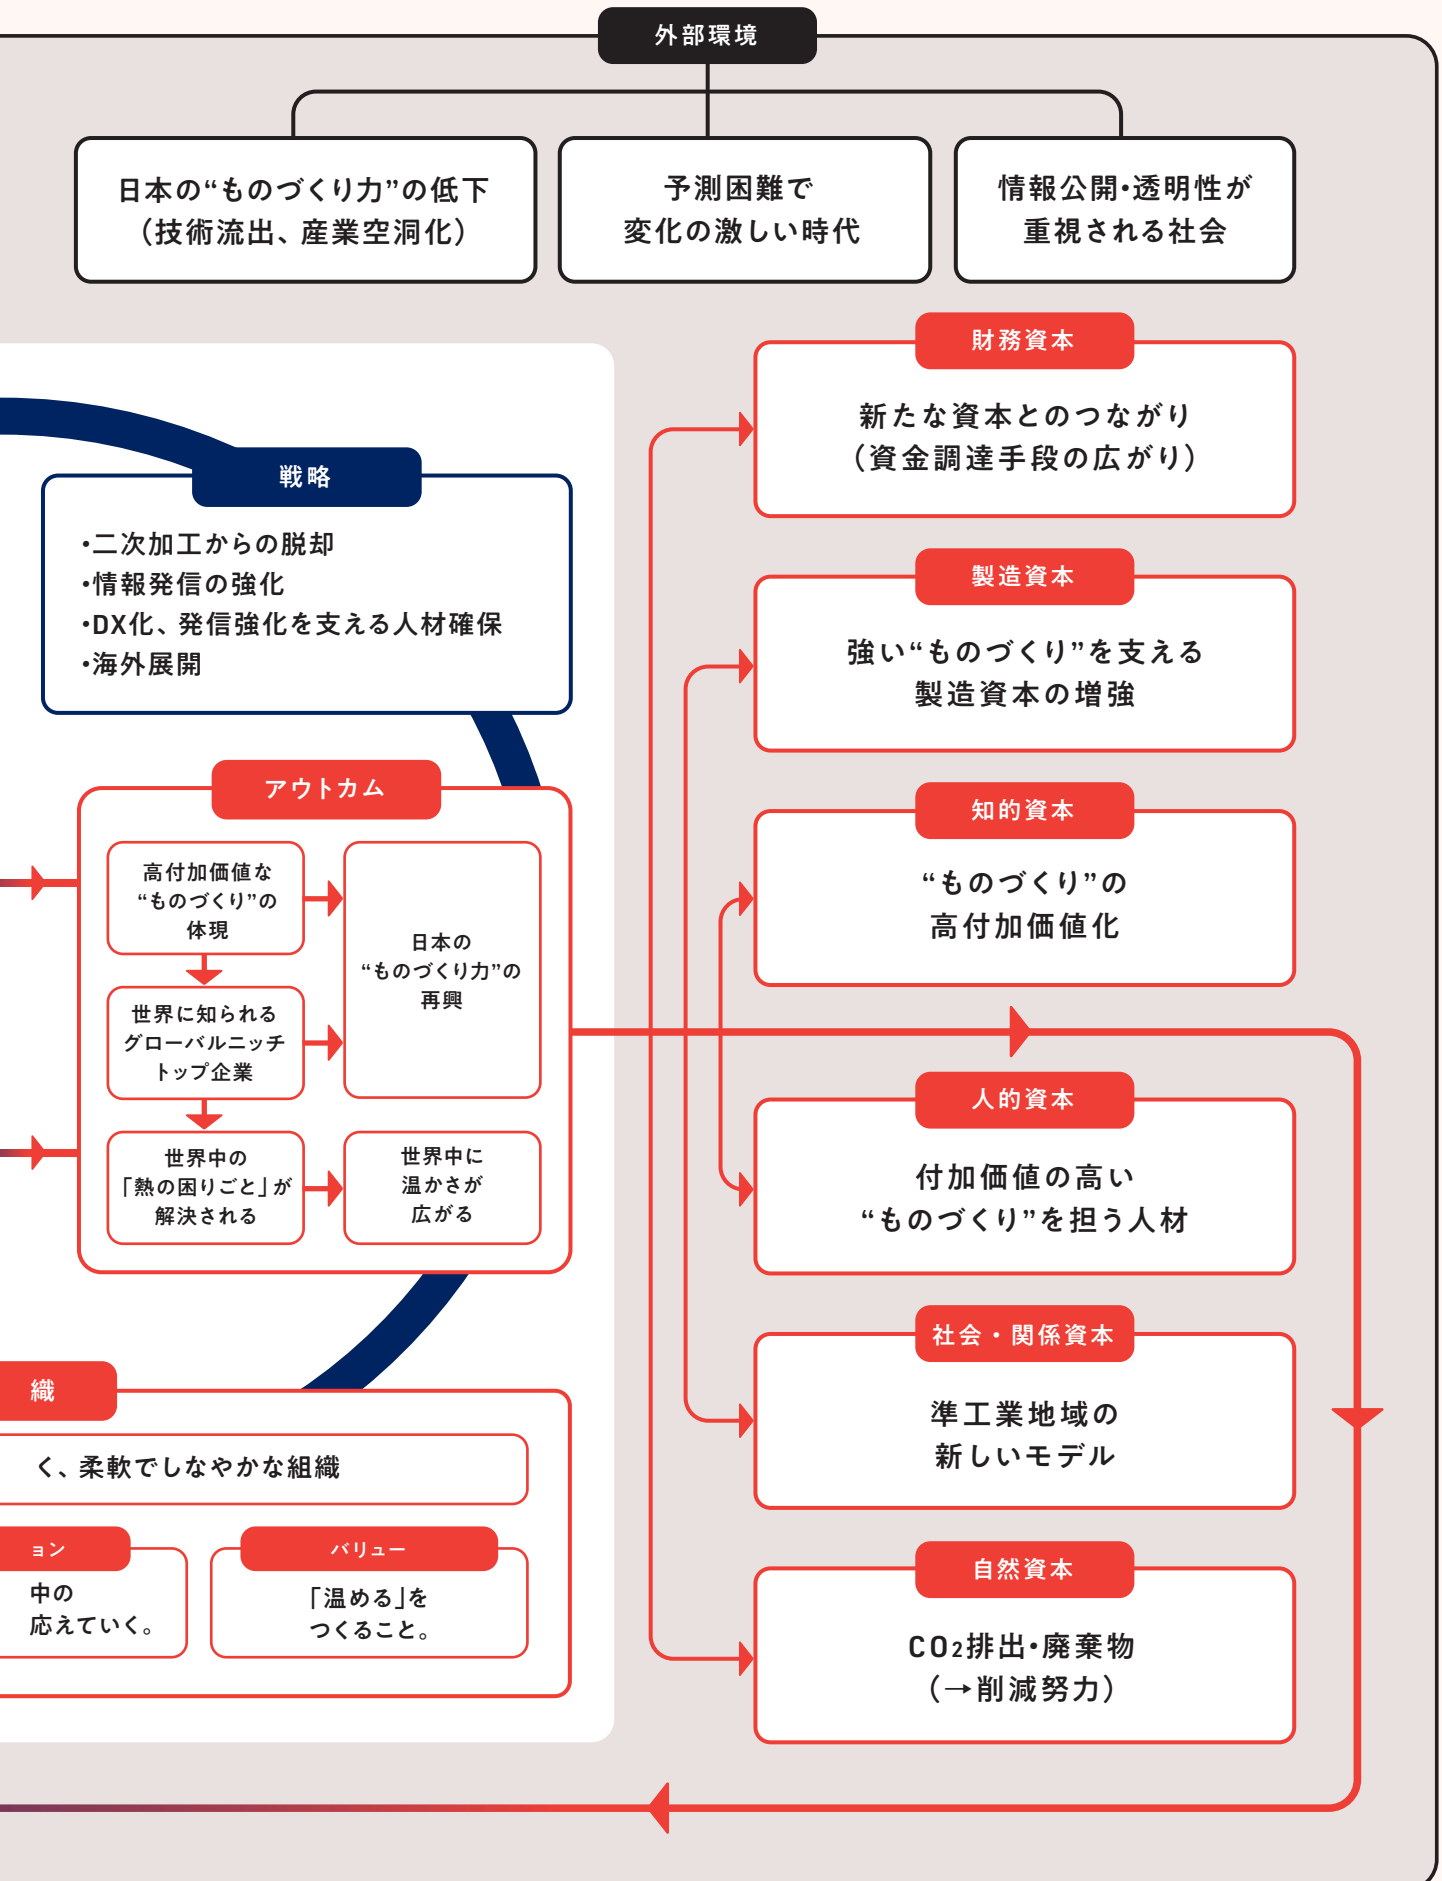 外部環境
日本の“ものづくり力”の低下
（技術流出、産業空洞化）
予測困難で
変化の激しい時代
情報公開・透明性が
重視される社会
戦略
・二次加工からの脱却
・情報発信の強化
・DX化、発信強化を支える人材確保
・海外展開
アウトカム
高付加価値な
“ものづくり”の
体現
世界に知られる
グローバルニッチ
トップ企業
世界中の
「熱の困りごと」が
解決される
日本の
“ものづくり力”の
再興
世界中に
温かさが
広がる
織
く、柔軟でしなやかな組織
ョン
中の
応えていく。
バリュー
「温める」を
つくること。
財務資本
新たな資本とのつながり
（資金調達手段の広がり）
製造資本
強い“ものづくり”を支える
製造資本の増強
知的資本
“ものづくり”の
高付加価値化
人的資本
付加価値の高い
“ものづくり”を担う人材
社会・関係資本
準工業地域の
新しいモデル
自然資本
CO₂排出・廃棄物
（→削減努力）